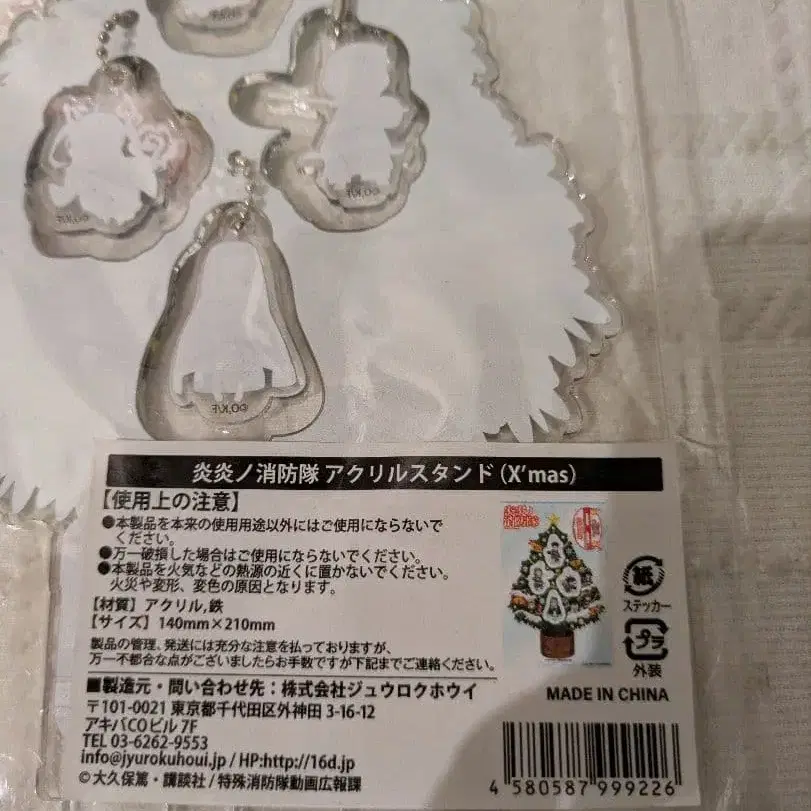 炎炎ノ消防隊 アクリルスタンド(X'mas)
【使用上の注意】
●本製品を本来の使用用途以外にはご使用にならないで
ください。
●万一破損した場合はご使用にならないでください。
●本製品を火気などの熱源の近くに置かないでください。
火災や変形、変色の原因となります。
【材質】アクリル,鉄
【サイズ】140mm×210mm
製品の管理、発送には充分な注意を払っておりますが、
万一不都合な点がございましたらお手数ですが下記までご連絡ください。
■製造元・問い合わせ先:株式会社ジュウロクホウイ
〒101-0021 東京都千代田区外神田 3-16-12
アキバCOビル 7F
TEL 03-6262-9553
info@jyurokuhoui.jp / HP:http://16d.jp
©大久保篤・講談社/特殊消防隊動画広報課
紙
ステッカー
プラ
外装
MADE IN CHINA
4 580587 999226